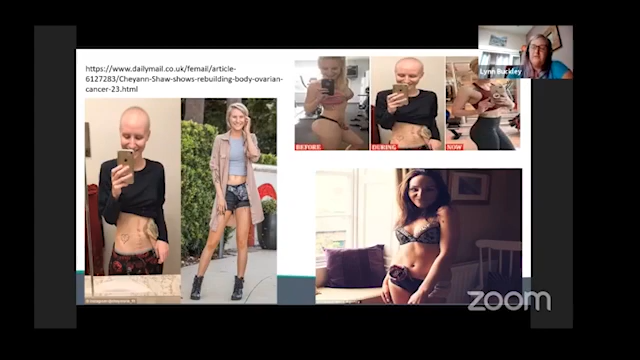 https://www.dailymail.co.uk/femail/article-
6127283/Cheyann-Shaw-shows-rebuilding-body-ovarian-
cancer-23.html
Lynn Buckley
BEFORE
DURING
NOW
zoom